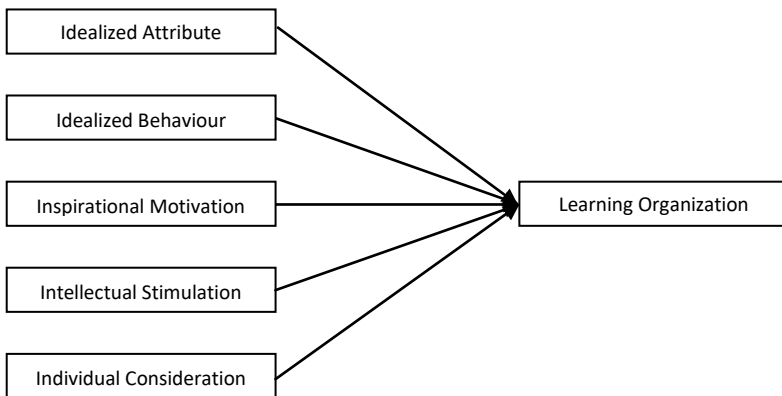 Idealized Attribute
Idealized Behaviour
Inspirational Motivation
Learning Organization
Intellectual Stimulation
Individual Consideration